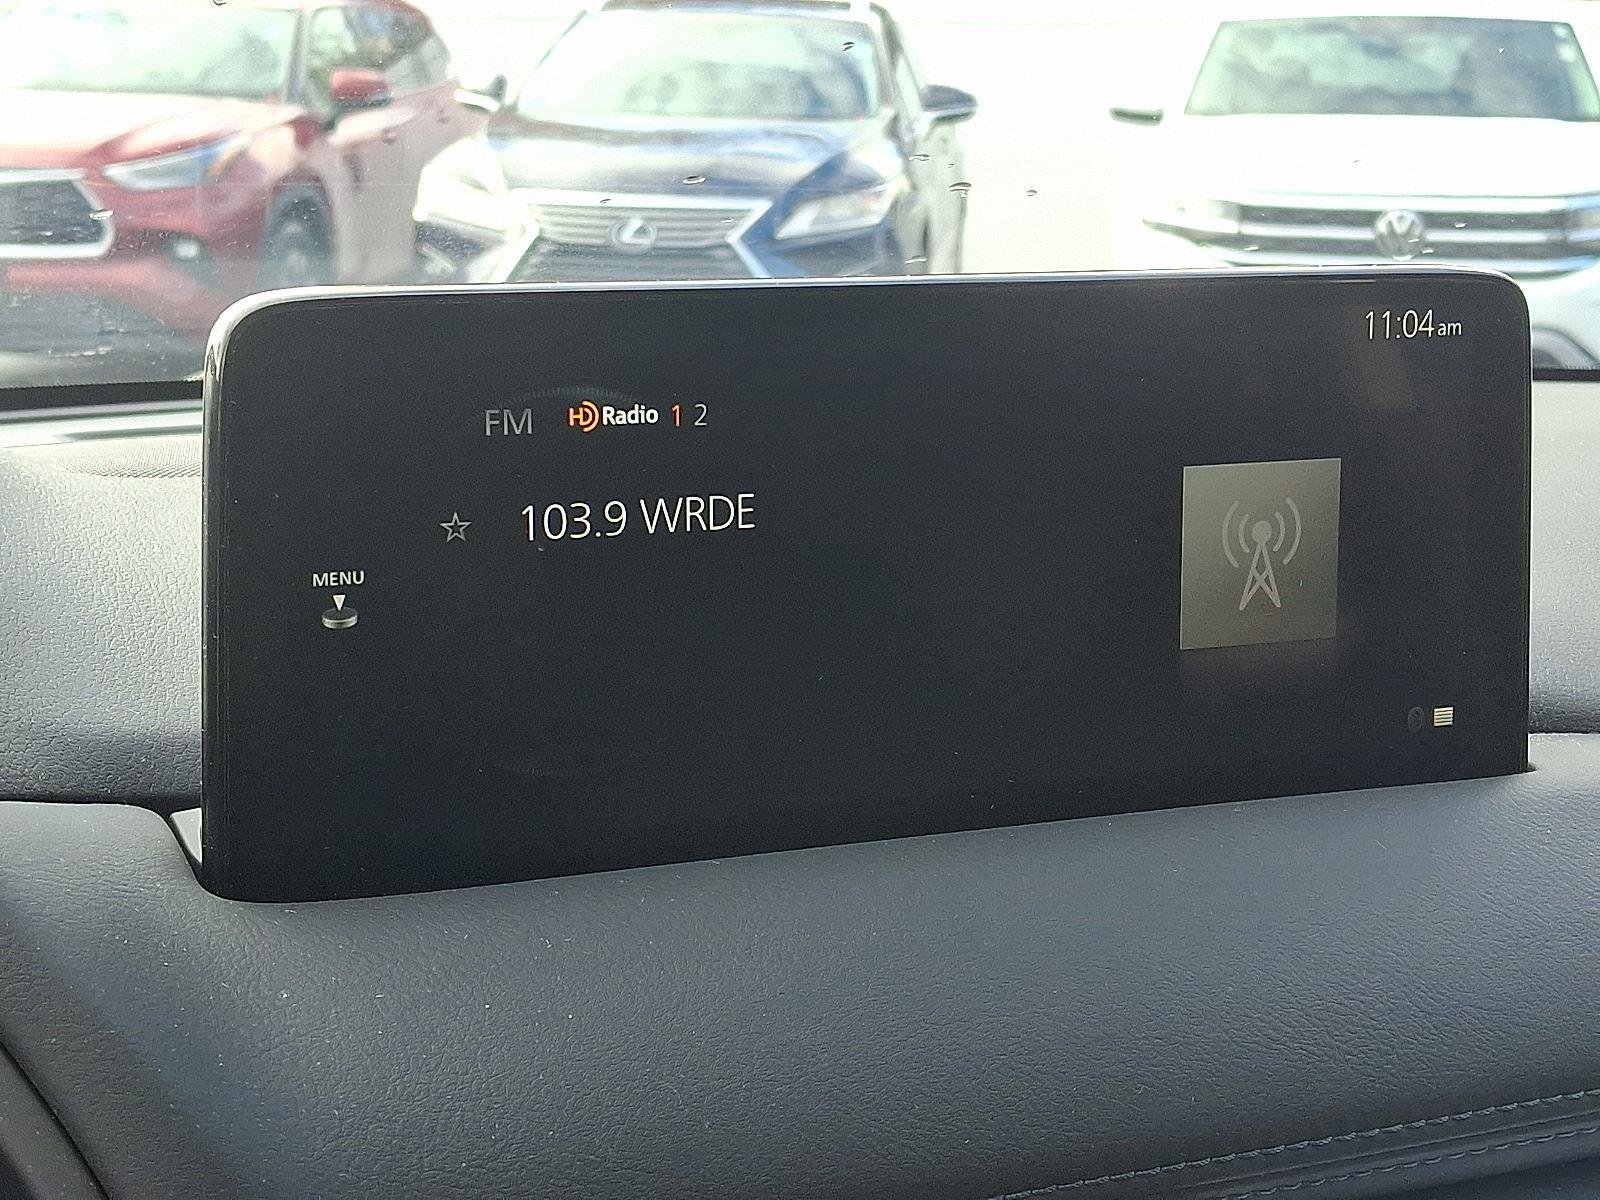 11:04am
FM HD Radio 1 2
103.9 WRDE
MENU